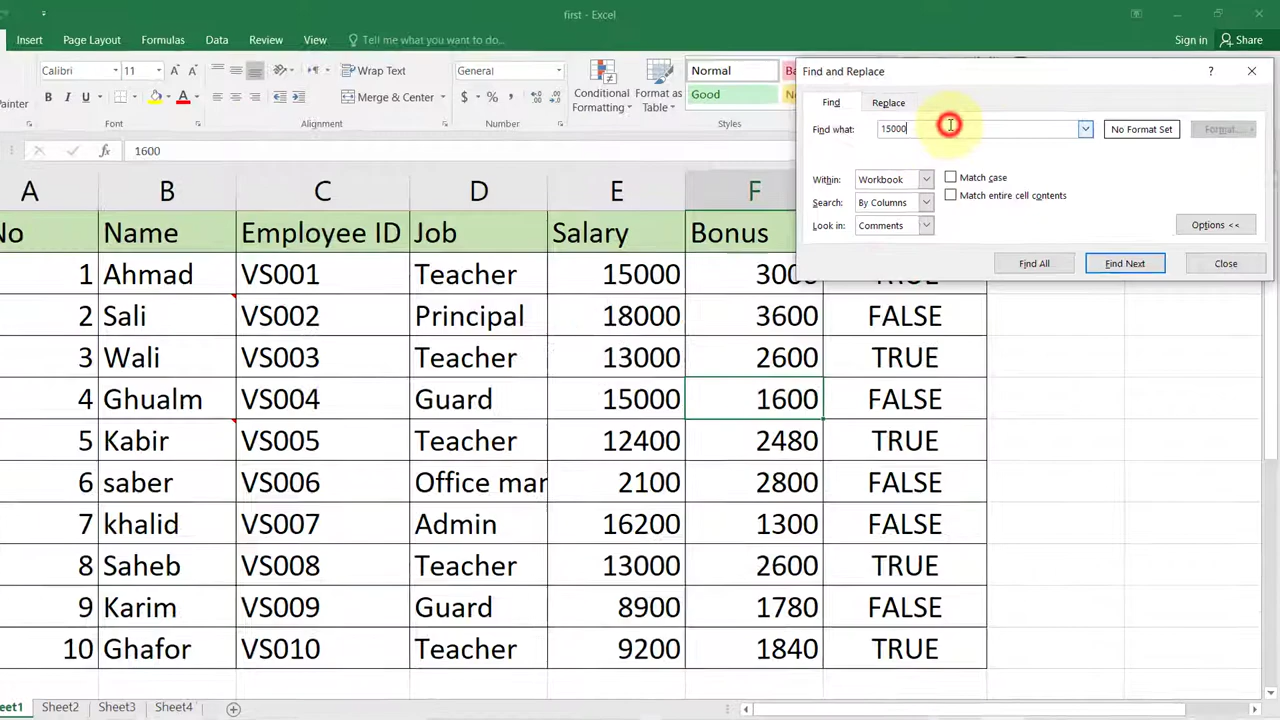 first - Excel
Insert Page Layout Formulas Data Review View Tell me what you want to do... Sign in Share
Calibri 11 Wrap Text General Conditional Formatting Format as Table Normal
Painter B I U Merge & Center $ % , Good
Alignment Number Styles
Find and Replace ?
Find Replace
Find what: 15000 No Format Set Format...
Within: Workbook Match case
Search: By Columns Match entire cell contents
Look in: Comments Options <<
Find All Find Next Close
fx 1600
A B C D E F
No Name Employee ID Job Salary Bonus
1 Ahmad VS001 Teacher 15000 3000 TRUE
2 Sali VS002 Principal 18000 3600 FALSE
3 Wali VS003 Teacher 13000 2600 TRUE
4 Ghualm VS004 Guard 15000 1600 FALSE
5 Kabir VS005 Teacher 12400 2480 TRUE
6 saber VS006 Office mar 2100 2800 FALSE
7 khalid VS007 Admin 16200 1300 FALSE
8 Saheb VS008 Teacher 13000 2600 TRUE
9 Karim VS009 Guard 8900 1780 FALSE
10 Ghafor VS010 Teacher 9200 1840 TRUE
eet1 Sheet2 Sheet3 Sheet4